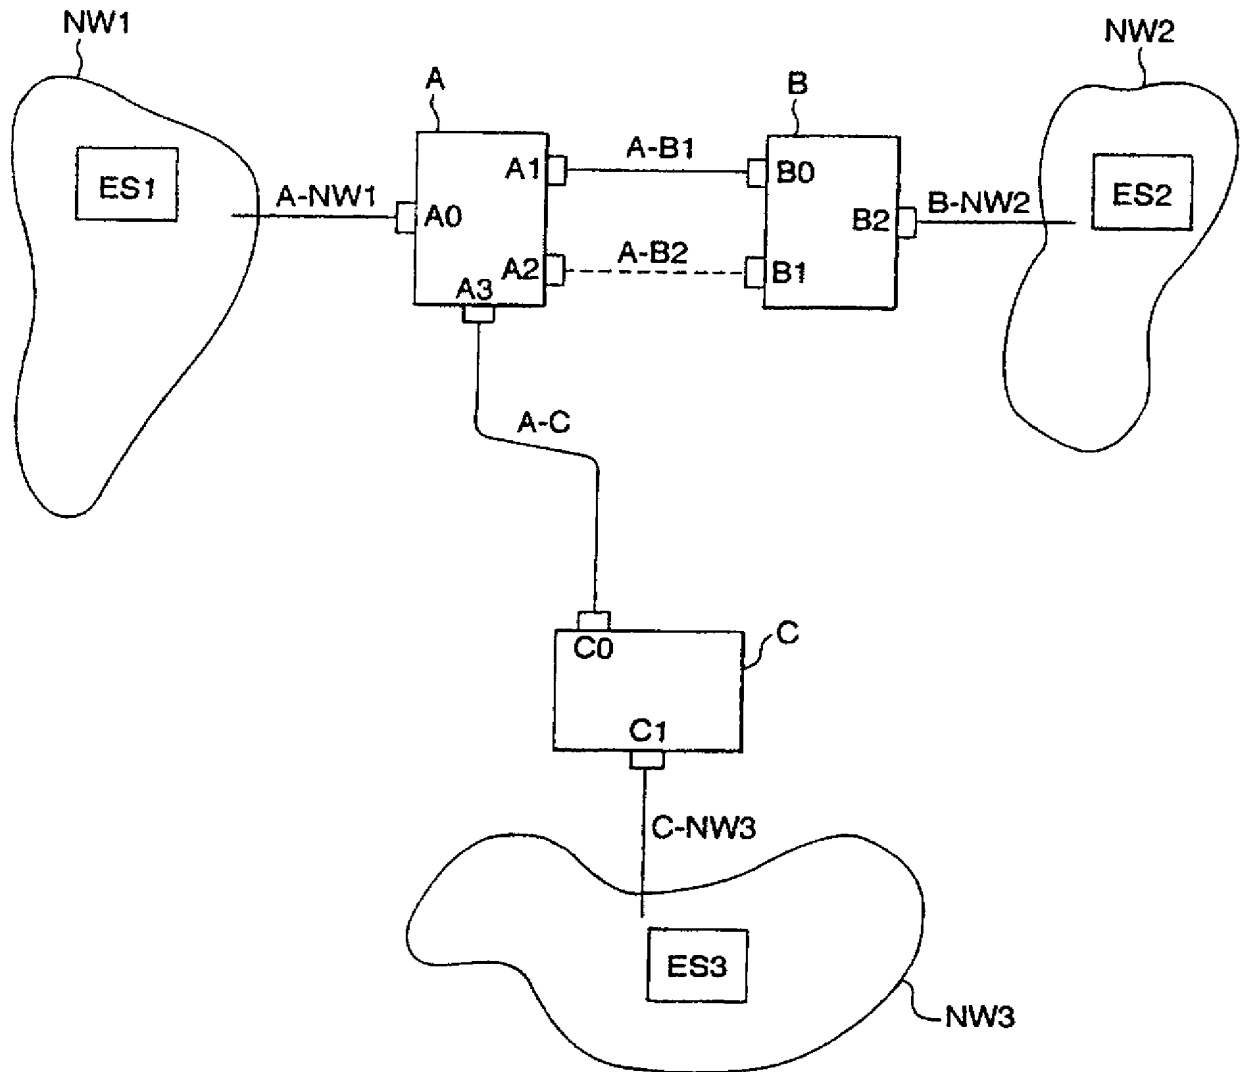 NW1
NW2
A
B
ES1
A-NW1
A0
A1
A-B1
B0
B2
B-NW2
ES2
A2
A-B2
B1
A3
A-C
C0
C
C1
C-NW3
ES3
NW3